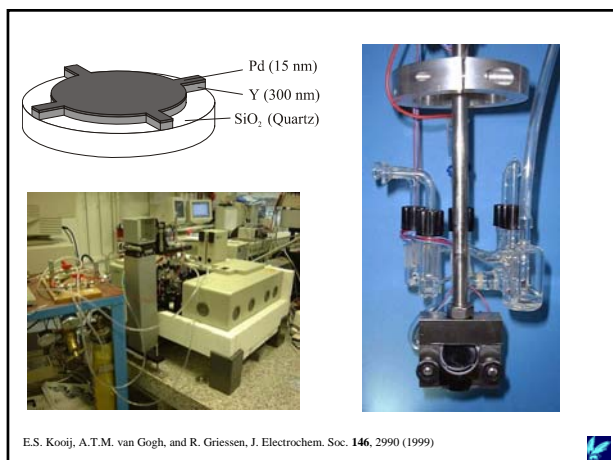 Pd (15 nm)
Y (300 nm)
SiO₂ (Quartz)
E.S. Kooij, A.T.M. van Gogh, and R. Griessen, J. Electrochem. Soc. 146, 2990 (1999)